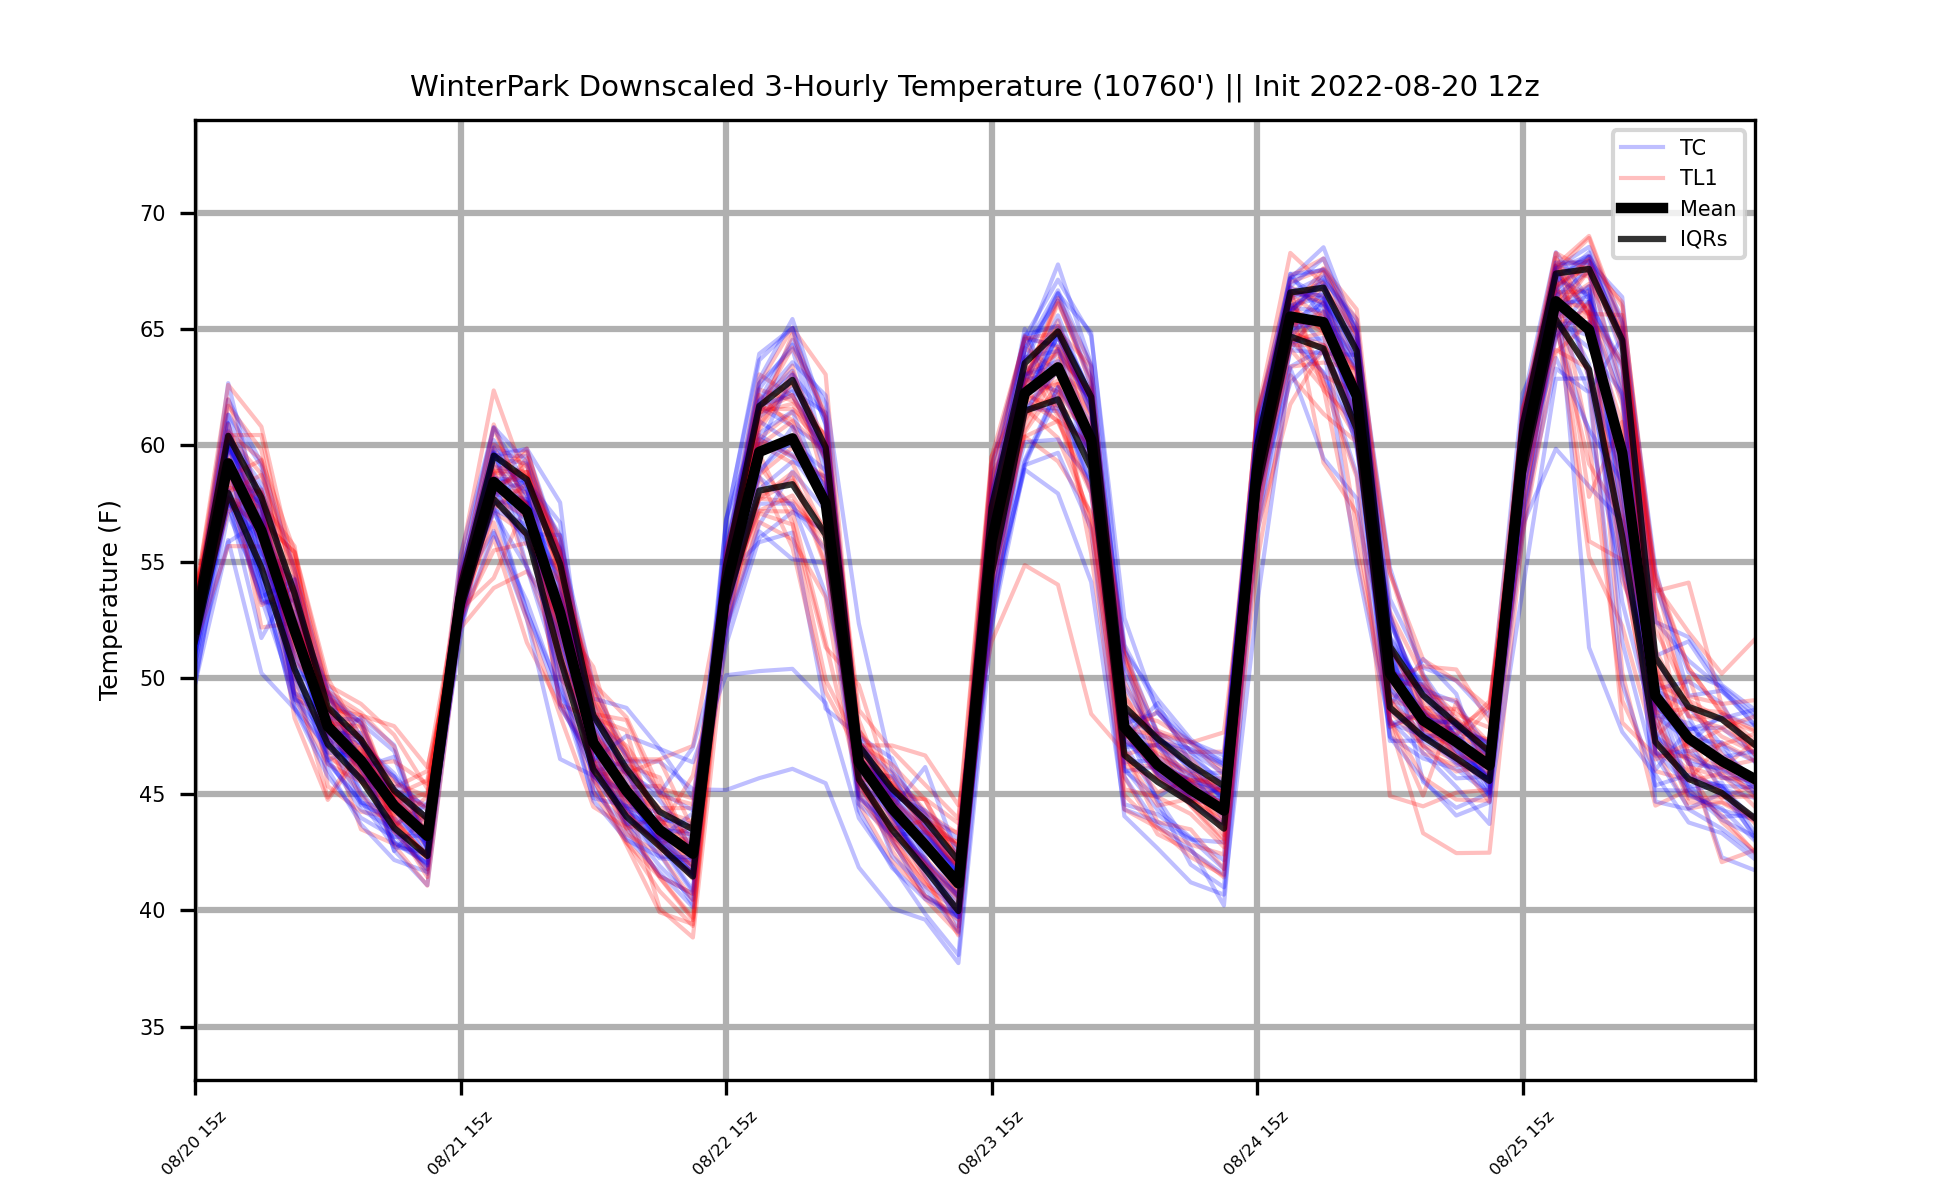 WinterPark Downscaled 3-Hourly Temperature (10760') || Init 2022-08-20 12z
TC
TL1
Mean
IQRs
Temperature (F)
70
65
60
55
50
45
40
35
08/20 15z
08/21 15z
08/22 15z
08/23 15z
08/24 15z
08/25 15z